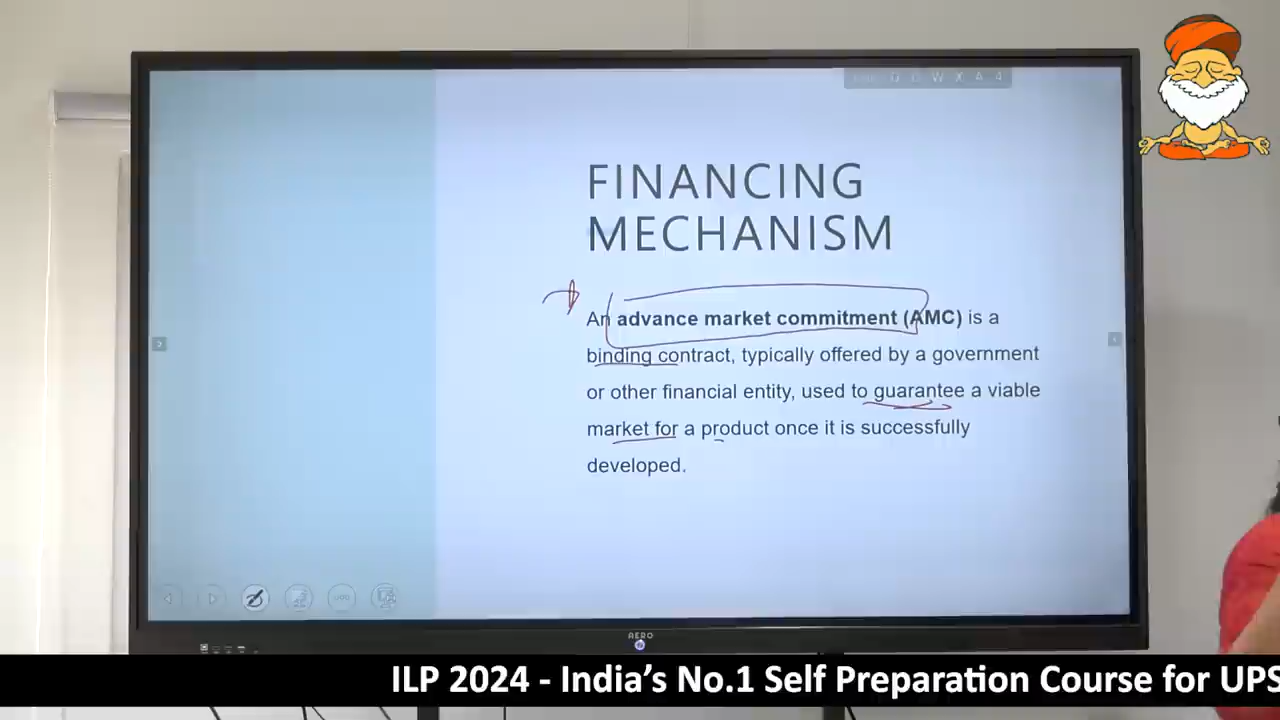 FINANCING
MECHANISM
An advance market commitment (AMC) is a
binding contract, typically offered by a government
or other financial entity, used to guarantee a viable
market for a product once it is successfully
developed.
AERO
ILP 2024 - India's No.1 Self Preparation Course for UPS